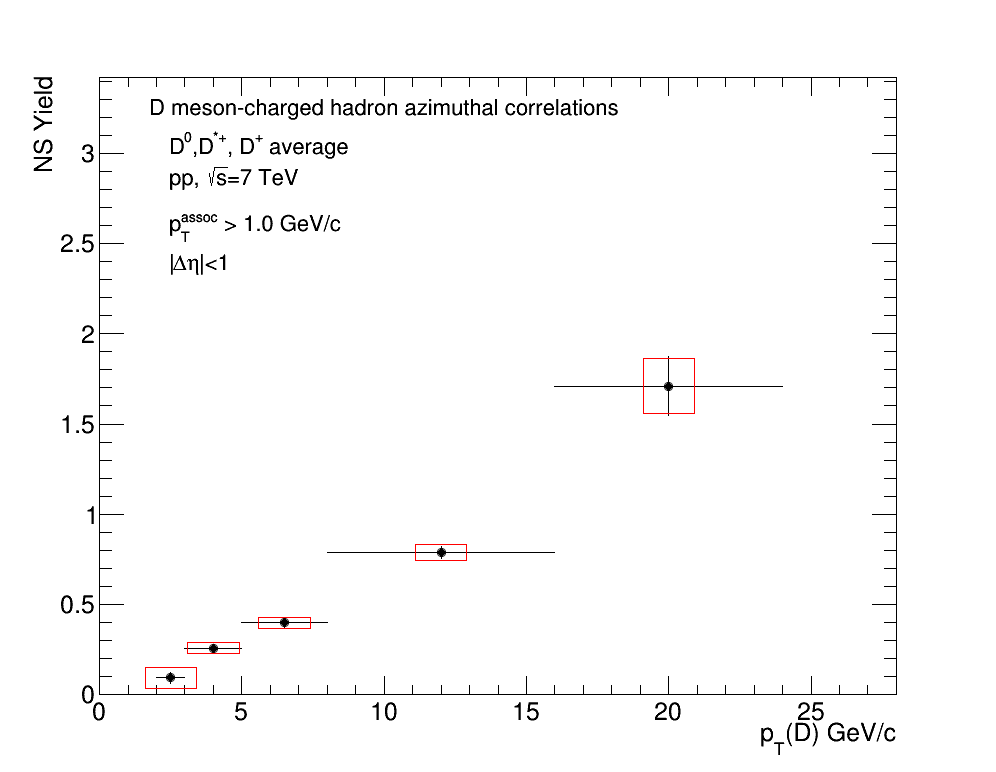 NS Yield
D meson-charged hadron azimuthal correlations
D⁰,D*⁺, D⁺ average
pp, √s=7 TeV
p_T^assoc > 1.0 GeV/c
|Δη|<1
3
2.5
2
1.5
1
0.5
0
0 5 10 15 20 25
p_T(D) GeV/c